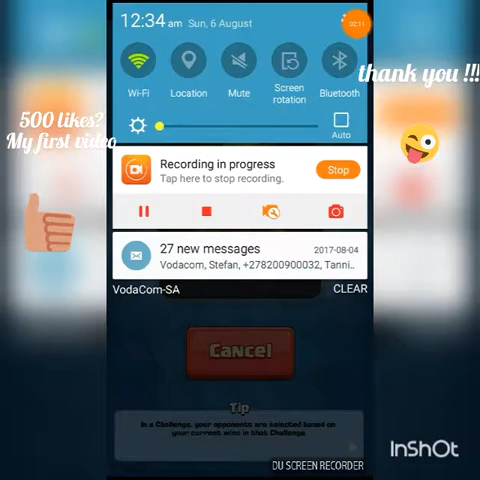 12:34 am Sun, 6 August
02:11
thank you !!!
Wi-Fi
Location
Mute
Screen rotation
Bluetooth
500 likes?
My first video
Auto
Recording in progress
Tap here to stop recording.
Stop
27 new messages
2017-08-04
Vodacom, Stefan, +278200900032, Tanni..
VodaCom-SA
CLEAR
Cancel
Tip
In a Challenge, your opponents are selected based on
your current wins in that Challenge
InShOt
DU SCREEN RECORDER